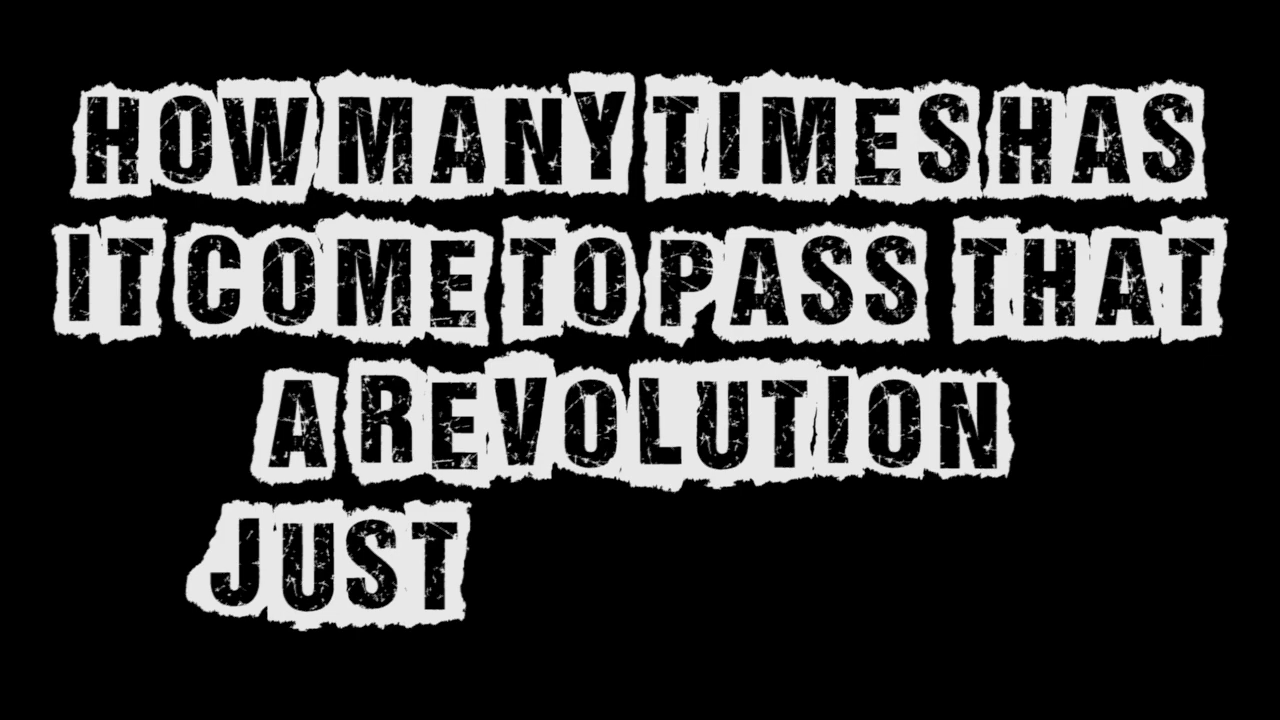 HOW MANY TIMES HAS
IT COME TO PASS THAT
A REVOLUTION
JUST